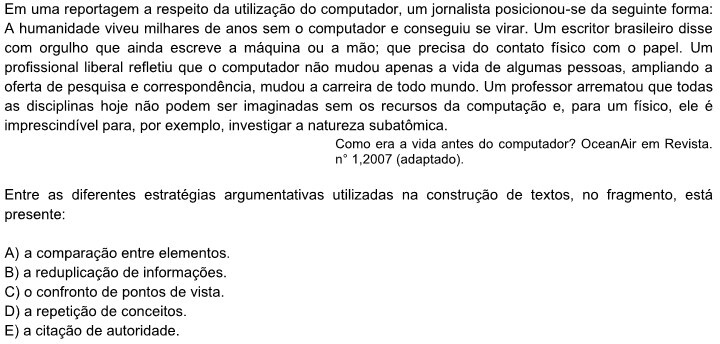 Em uma reportagem a respeito da utilização do computador, um jornalista posicionou-se da seguinte forma:
A humanidade viveu milhares de anos sem o computador e conseguiu se virar. Um escritor brasileiro disse
com orgulho que ainda escreve a máquina ou a mão; que precisa do contato físico com o papel. Um
profissional liberal refletiu que o computador não mudou apenas a vida de algumas pessoas, ampliando a
oferta de pesquisa e correspondência, mudou a carreira de todo mundo. Um professor arrematou que todas
as disciplinas hoje não podem ser imaginadas sem os recursos da computação e, para um físico, ele é
imprescindível para, por exemplo, investigar a natureza subatômica.
Como era a vida antes do computador? OceanAir em Revista.
n° 1,2007 (adaptado).
Entre as diferentes estratégias argumentativas utilizadas na construção de textos, no fragmento, está
presente:
A) a comparação entre elementos.
B) a reduplicação de informações.
C) o confronto de pontos de vista.
D) a repetição de conceitos.
E) a citação de autoridade.